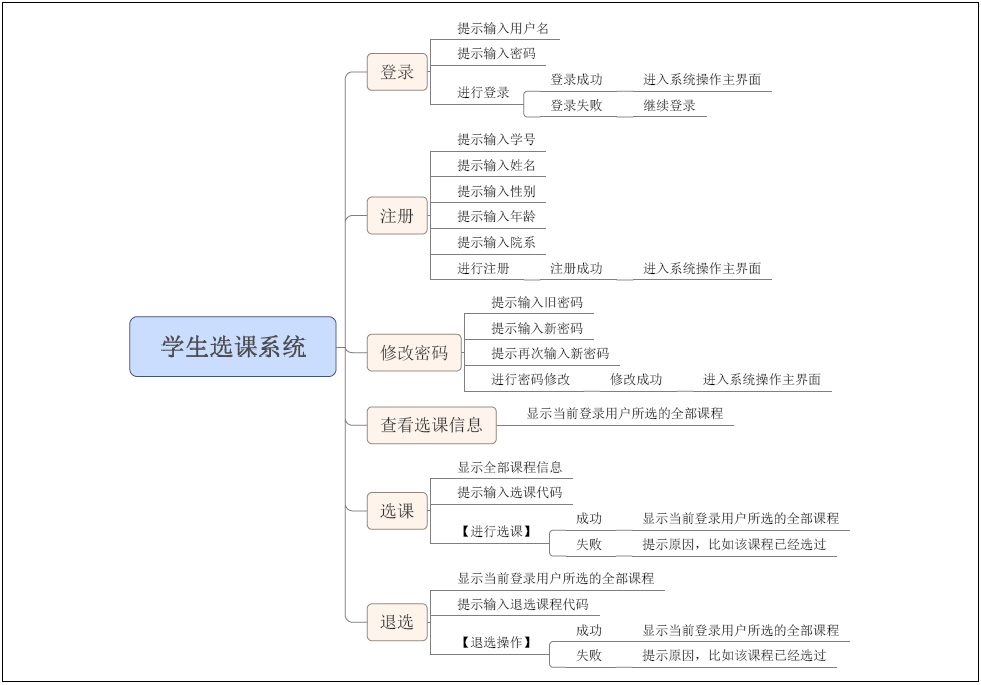 学生选课系统
登录
提示输入用户名
提示输入密码
进行登录
登录成功 进入系统操作主界面
登录失败 继续登录
注册
提示输入学号
提示输入姓名
提示输入性别
提示输入年龄
提示输入院系
进行注册 注册成功 进入系统操作主界面
修改密码
提示输入旧密码
提示输入新密码
提示再次输入新密码
进行密码修改 修改成功 进入系统操作主界面
查看选课信息 显示当前登录用户所选的全部课程
选课
显示全部课程信息
提示输入选课代码
【进行选课】
成功 显示当前登录用户所选的全部课程
失败 提示原因，比如该课程已经选过
退选
显示当前登录用户所选的全部课程
提示输入退选课程代码
【退选操作】
成功 显示当前登录用户所选的全部课程
失败 提示原因，比如该课程已经选过